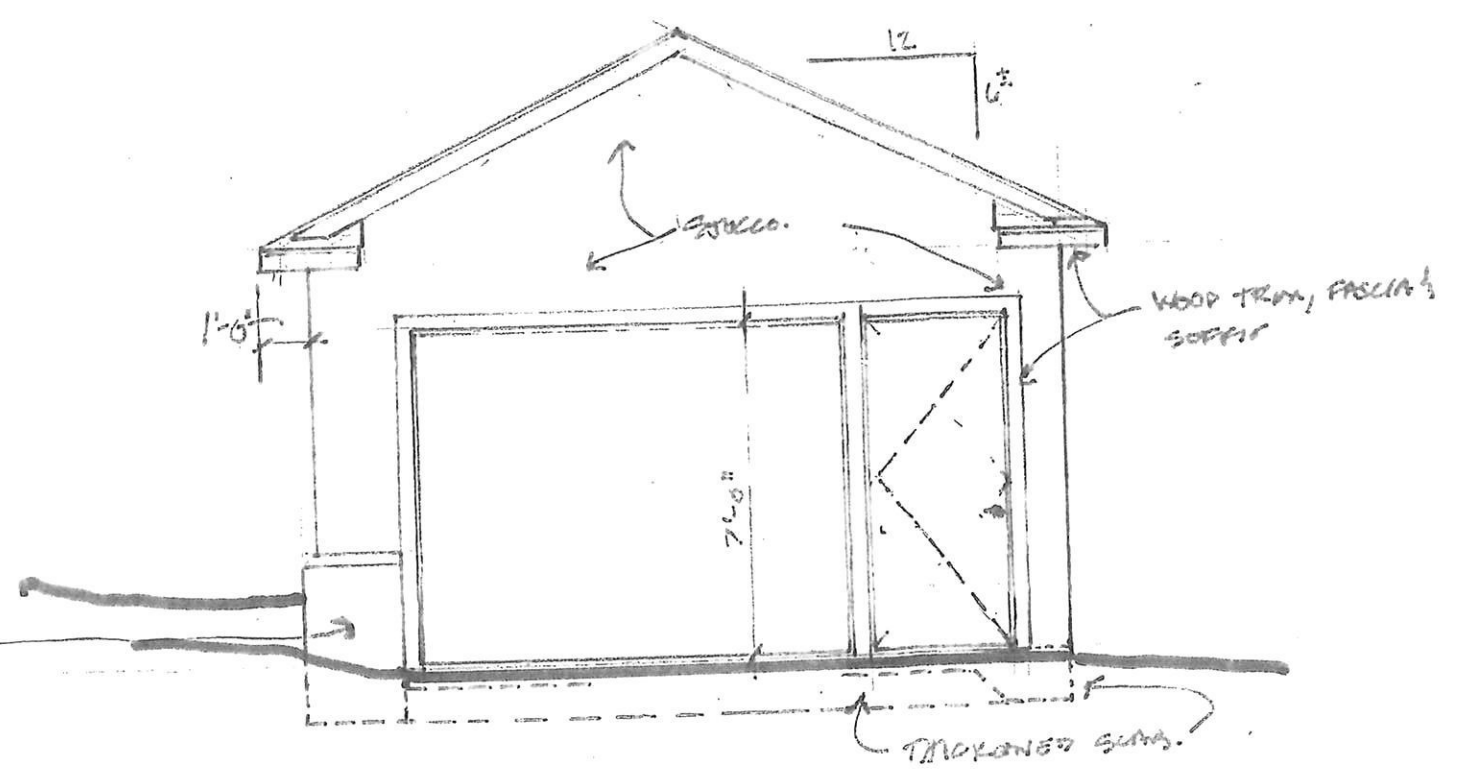 12
6±
STUCCO.
1'-0"
WOOD TRIM, FASCIA &
SOFFIT
7'-0"
THICKENED SLAB.